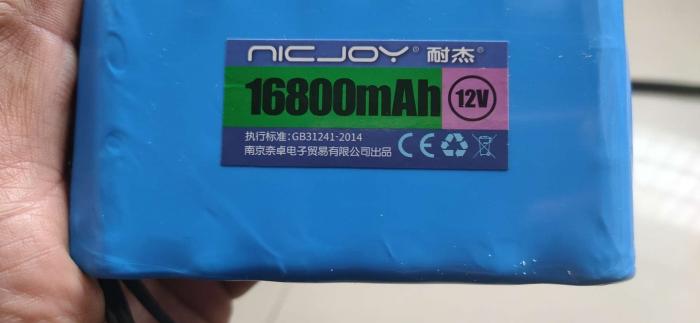 NICJOY® 耐杰®
16800mAh 12V
执行标准:GB31241-2014
南京奈卓电子贸易有限公司出品 CE